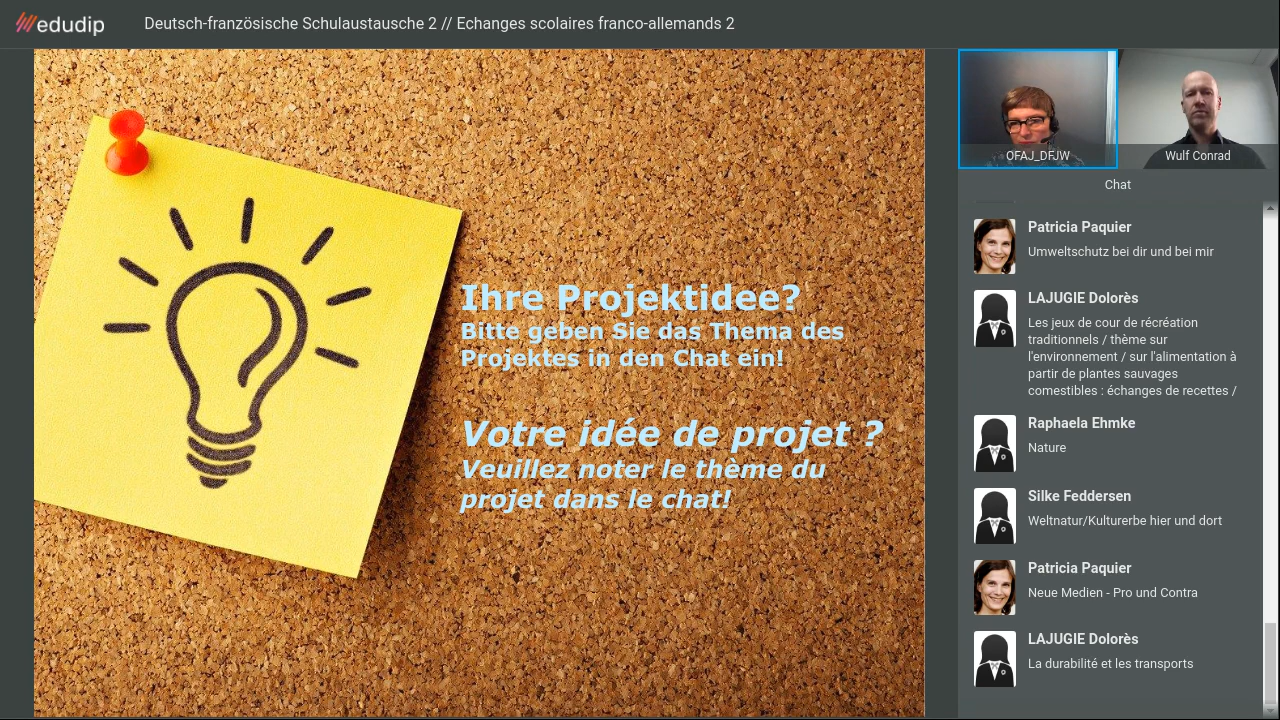 edudip
Deutsch-französische Schulaustausche 2 // Echanges scolaires franco-allemands 2
Ihre Projektidee?
Bitte geben Sie das Thema des
Projektes in den Chat ein!
Votre idée de projet ?
Veuillez noter le thème du
projet dans le chat!
OFAJ_DFJW
Wulf Conrad
Chat
Patricia Paquier
Umweltschutz bei dir und bei mir
LAJUGIE Dolorès
Les jeux de cour de récréation
traditionnels / thème sur
l'environnement / sur l'alimentation à
partir de plantes sauvages
comestibles : échanges de recettes /
Raphaela Ehmke
Nature
Silke Feddersen
Weltnatur/Kulturerbe hier und dort
Patricia Paquier
Neue Medien - Pro und Contra
LAJUGIE Dolorès
La durabilité et les transports